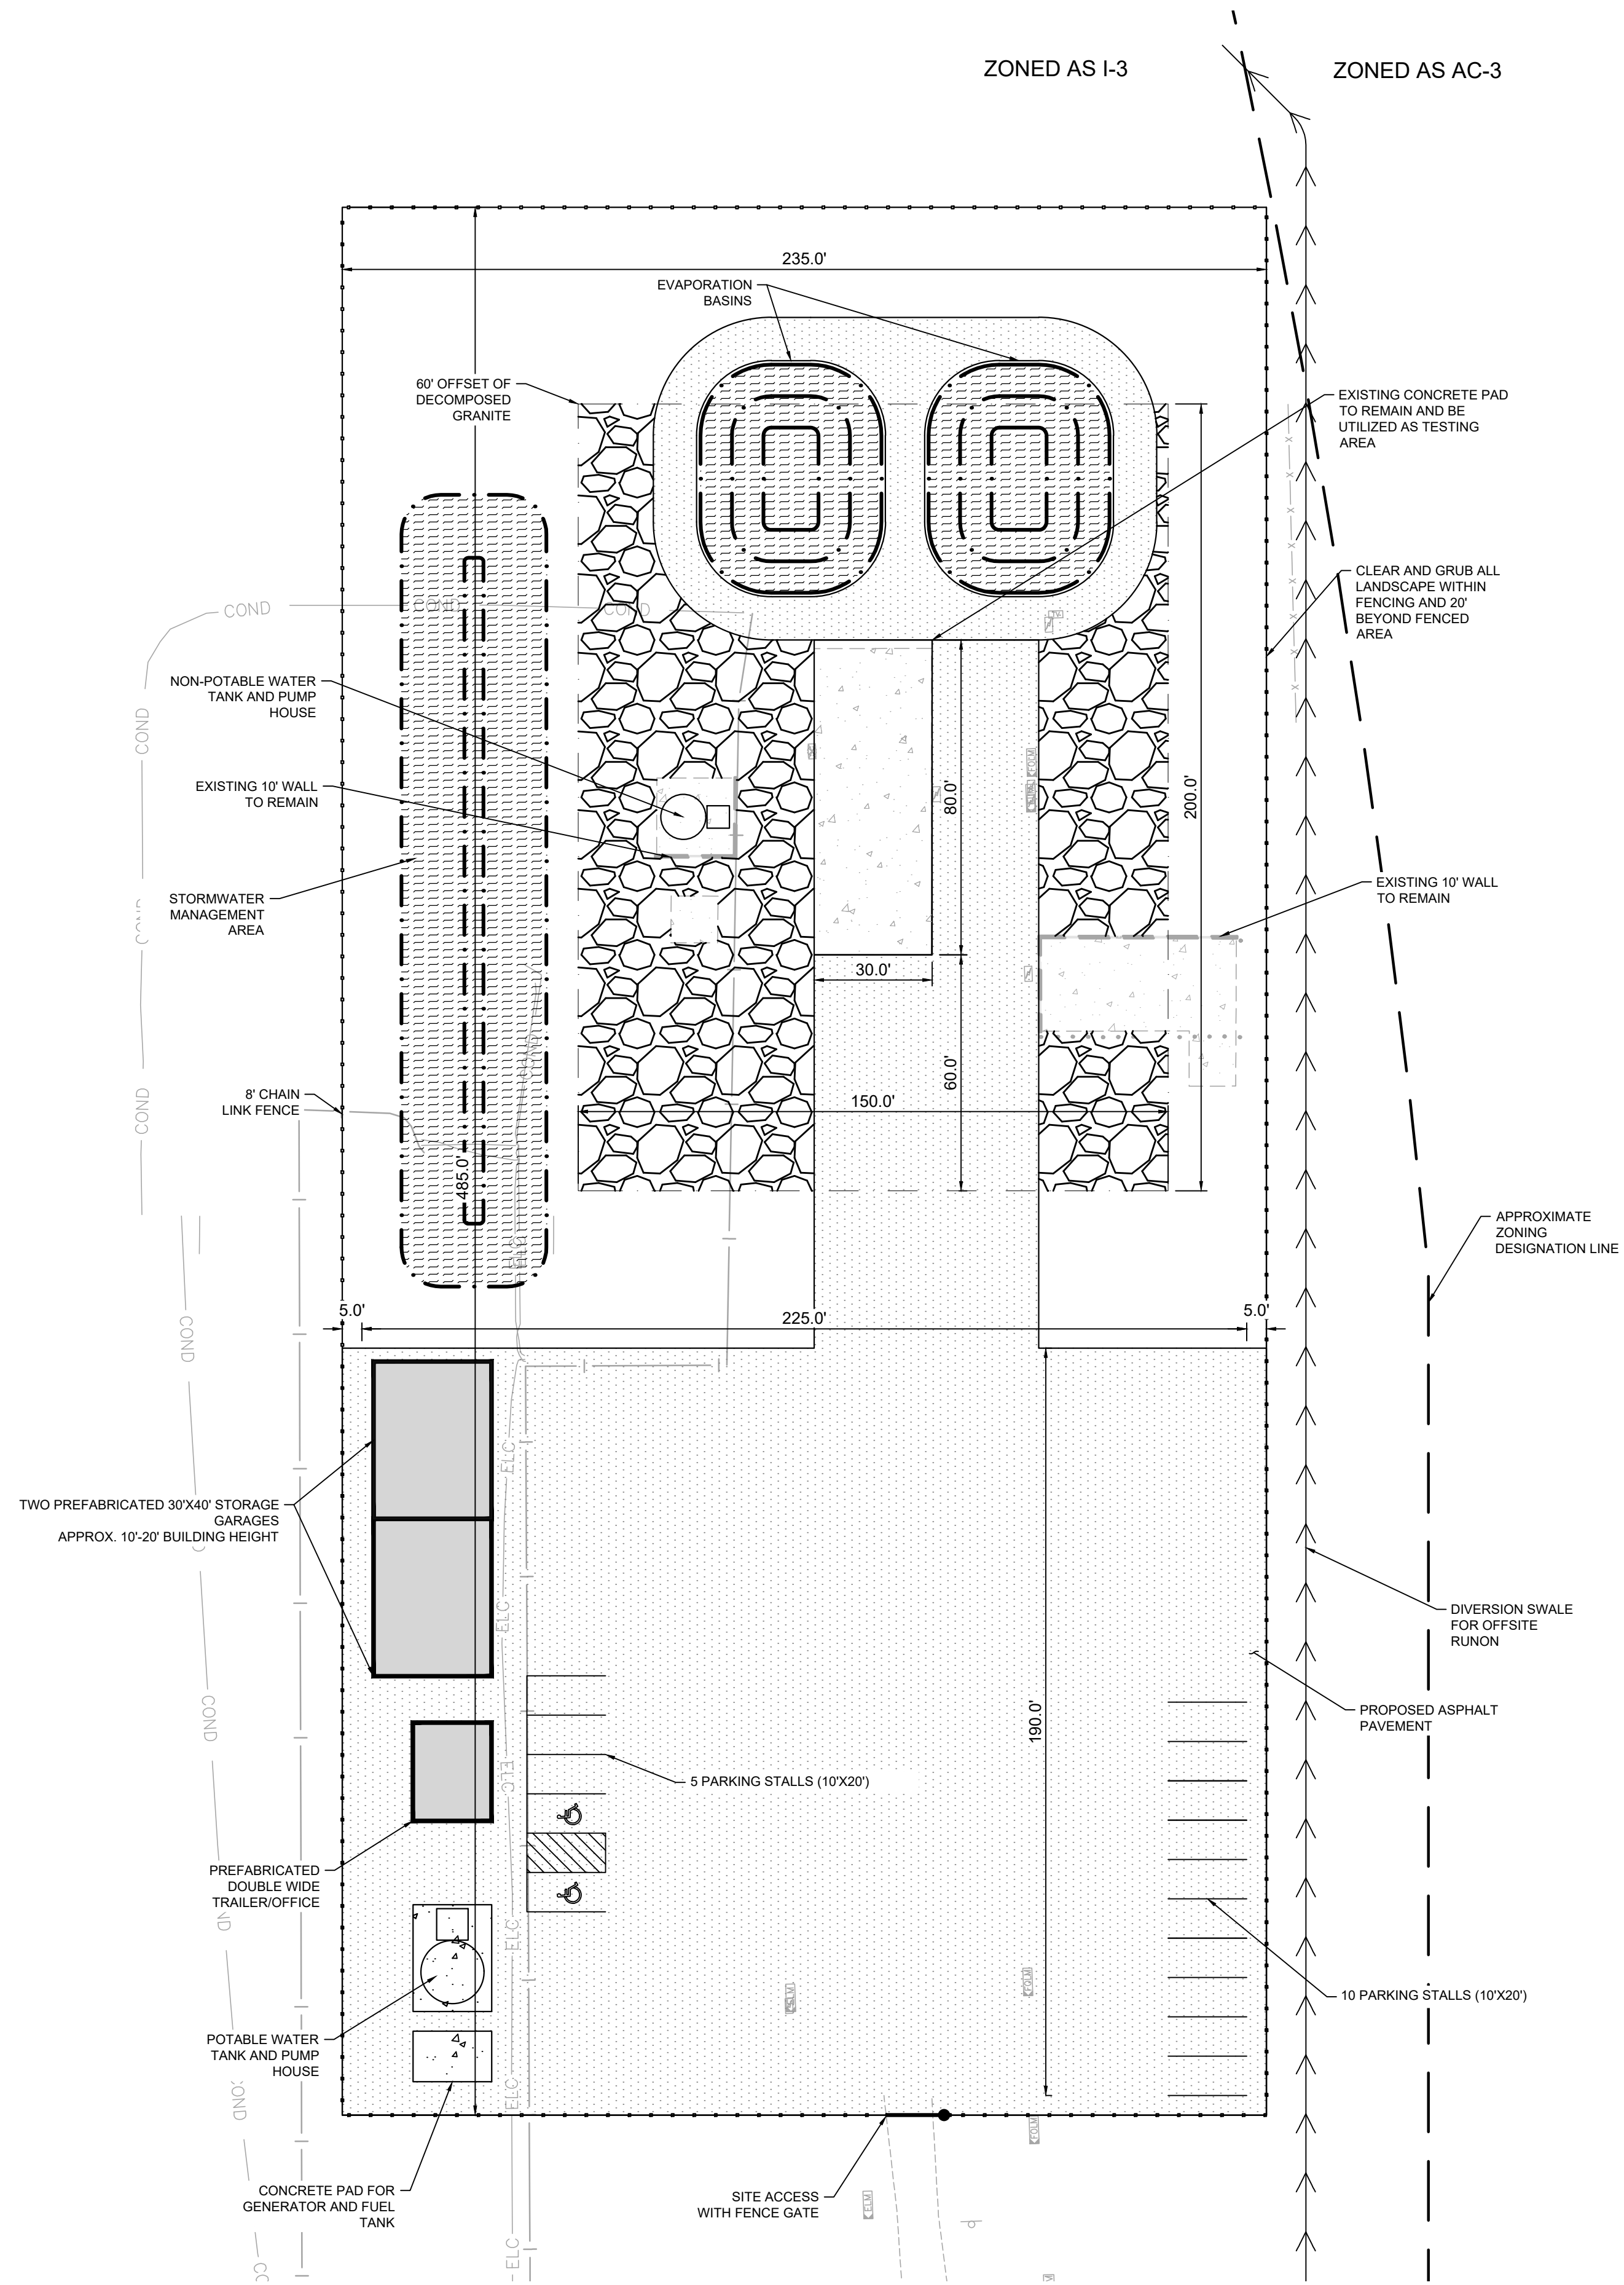 ZONED AS I-3
ZONED AS AC-3
235.0'
EVAPORATION
BASINS
60' OFFSET OF
DECOMPOSED
GRANITE
EXISTING CONCRETE PAD
TO REMAIN AND BE
UTILIZED AS TESTING
AREA
CLEAR AND GRUB ALL
LANDSCAPE WITHIN
FENCING AND 20'
BEYOND FENCED
AREA
COND
COND
COND
COND
NON-POTABLE WATER
TANK AND PUMP
HOUSE
EXISTING 10' WALL
TO REMAIN
80.0'
200.0'
STORMWATER
MANAGEMENT
AREA
EXISTING 10' WALL
TO REMAIN
COND
30.0'
COND
60.0'
8' CHAIN
LINK FENCE
COND
150.0'
485.0'
APPROXIMATE
ZONING
DESIGNATION LINE
ELC
COND
5.0'
225.0'
5.0'
ELC
TWO PREFABRICATED 30'X40' STORAGE
GARAGES
APPROX. 10'-20' BUILDING HEIGHT
ELC
DIVERSION SWALE
FOR OFFSITE
RUNON
COND
190.0'
PROPOSED ASPHALT
PAVEMENT
ELC
5 PARKING STALLS (10'X20')
PREFABRICATED
DOUBLE WIDE
TRAILER/OFFICE
ELC
10 PARKING STALLS (10'X20')
POTABLE WATER
TANK AND PUMP
HOUSE
ELC
COND
CONCRETE PAD FOR
GENERATOR AND FUEL
TANK
SITE ACCESS
WITH FENCE GATE
ELM
ELC